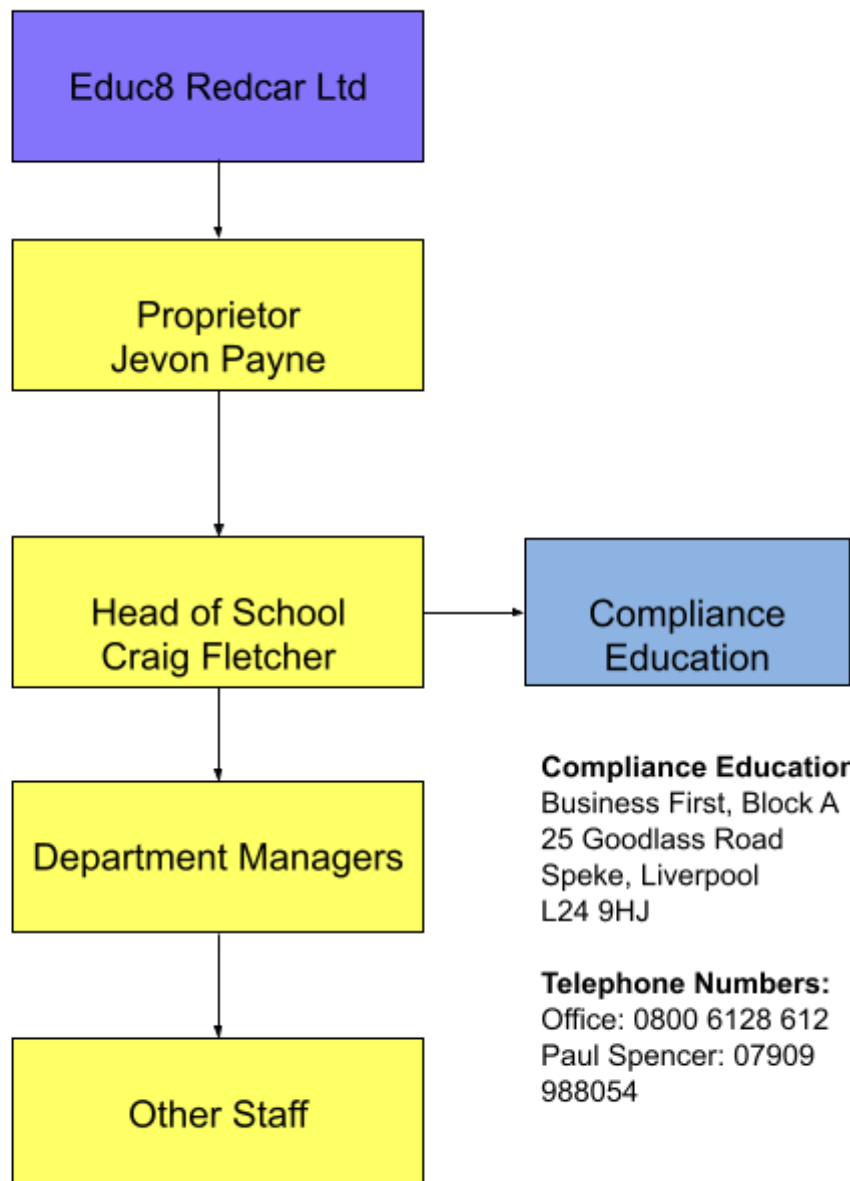 Educ8 Redcar Ltd
Proprietor
Jevon Payne
Head of School
Craig Fletcher
Compliance
Education
Department Managers
Other Staff
Compliance Education
Business First, Block A
25 Goodlass Road
Speke, Liverpool
L24 9HJ
Telephone Numbers:
Office: 0800 6128 612
Paul Spencer: 07909
988054